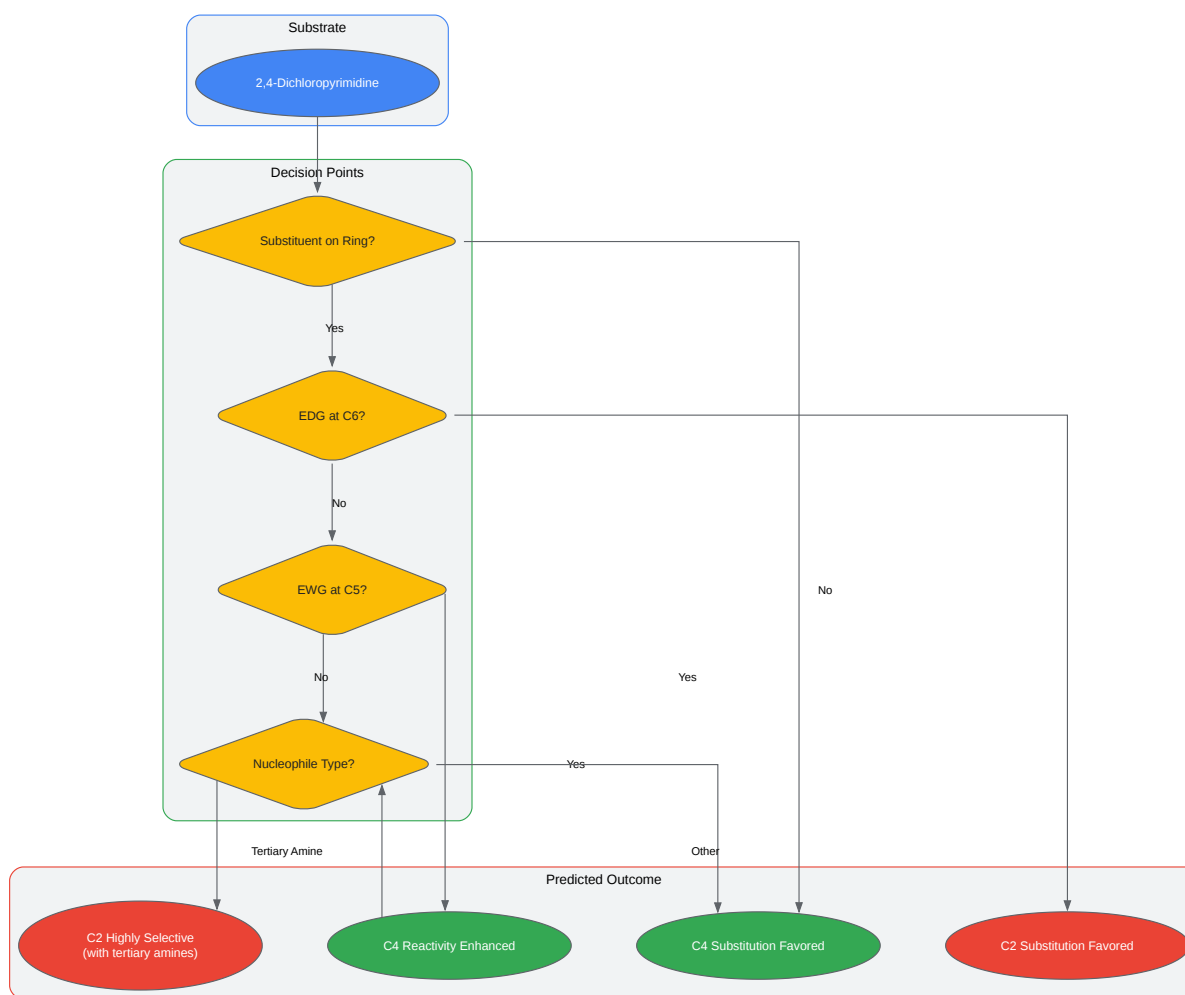 Substrate
2,4-Dichloropyrimidine
Decision Points
Substituent on Ring?
Yes
EDG at C6?
No
EWG at C5?
No
No
Yes
Nucleophile Type?
Yes
Tertiary Amine
Other
Predicted Outcome
C2 Highly Selective
(with tertiary amines)
C4 Reactivity Enhanced
C4 Substitution Favored
C2 Substitution Favored